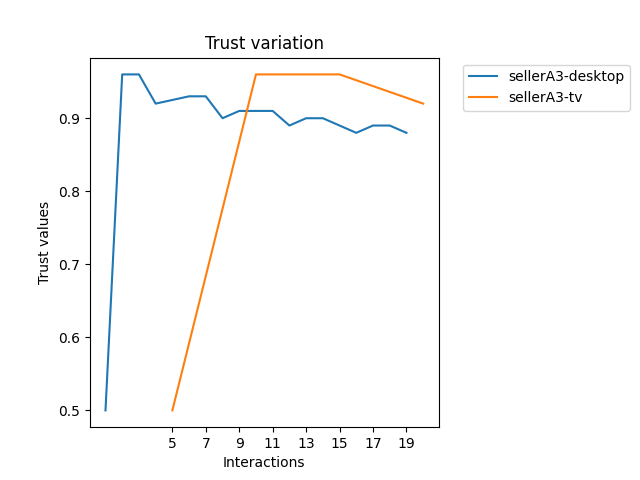 Trust variation
sellerA3-desktop
sellerA3-tv
Trust values
0.9
0.8
0.7
0.6
0.5
5 7 9 11 13 15 17 19
Interactions